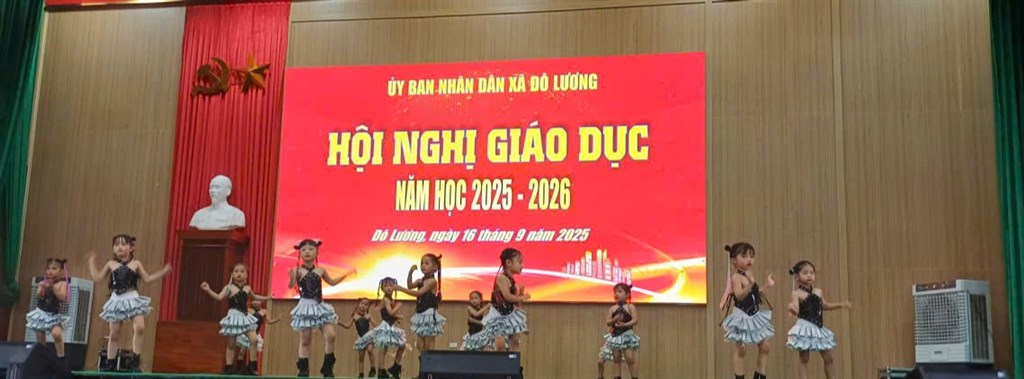 ỦY BAN NHÂN DÂN XÃ ĐÔ LƯƠNG
HỘI NGHỊ GIÁO DỤC
NĂM HỌC 2025 - 2026
Đô Lương, ngày 16 tháng 9 năm 2025